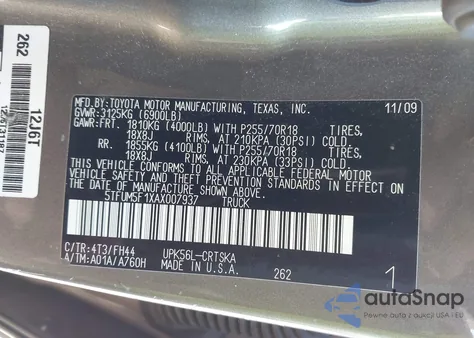 262
12J6T
MFD. BY: TOYOTA MOTOR MANUFACTURING, TEXAS, INC. 11/09
GVWR: 3125KG (6900LB)
GAWR: FRT. 1810KG (4000LB) WITH P255/70R18 TIRES,
18X8J RIMS, AT 210KPA (30PSI) COLD.
RR. 1855KG (4100LB) WITH P255/70R18 TIRES,
18X8J RIMS, AT 230KPA (33PSI) COLD.
THIS VEHICLE CONFORMS TO ALL APPLICABLE FEDERAL MOTOR
VEHICLE SAFETY STANDARDS IN EFFECT ON THE DATE OF
MANUFACTURE SHOWN ABOVE.
5TFUM5F1XAX007937 TRUCK
C/TR:4T3/FH44 UPK56L-CRTSKA
A/TM:A01A/A760H MADE IN U.S.A. 262 1
autoSnap
Pojazdy z aukcji z USA i EU